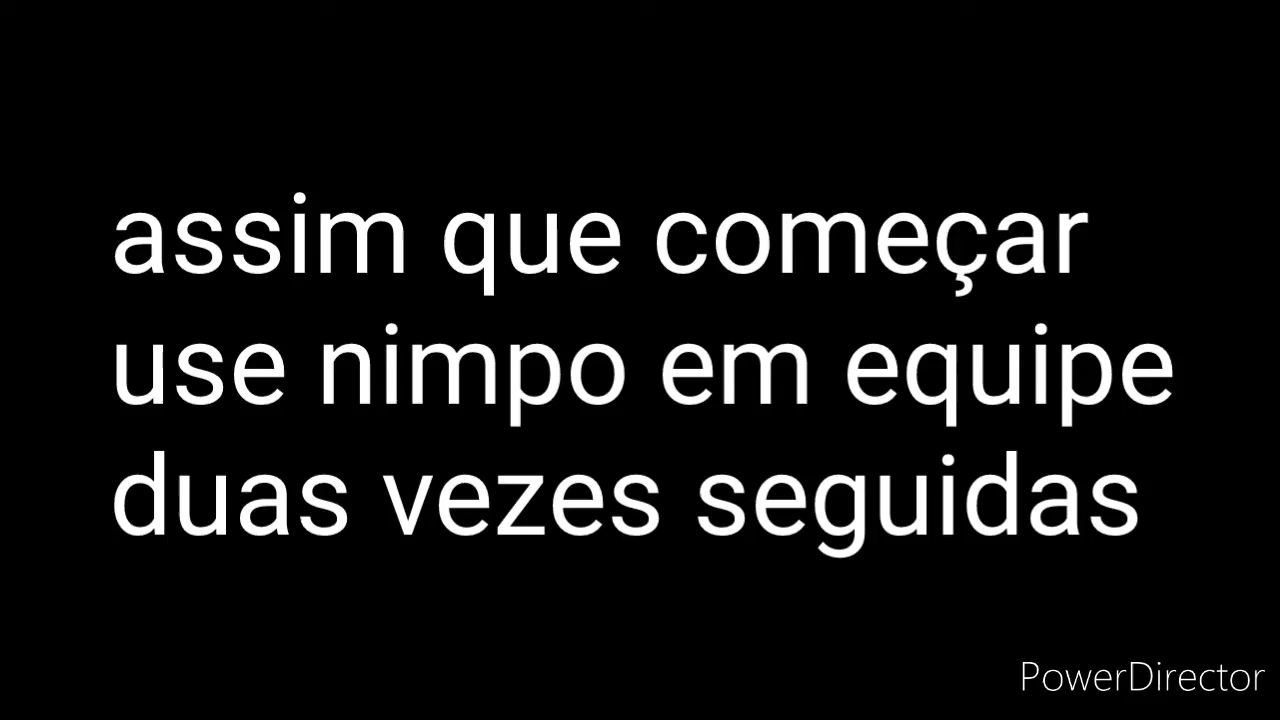 assim que começar
use nimpo em equipe
duas vezes seguidas
PowerDirector